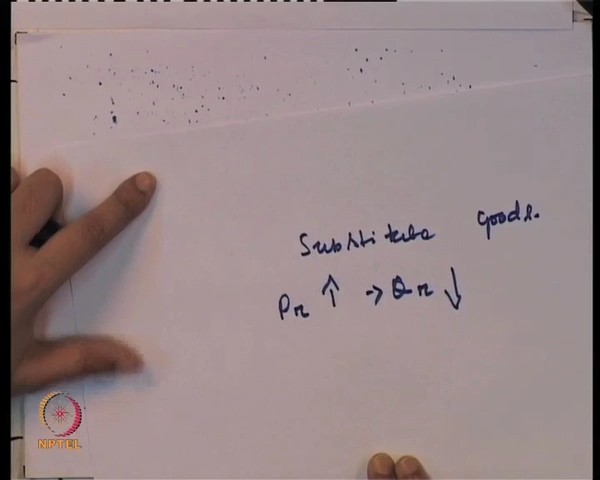 Substitute goods.
Px ↑ → Qx ↓
NPTEL